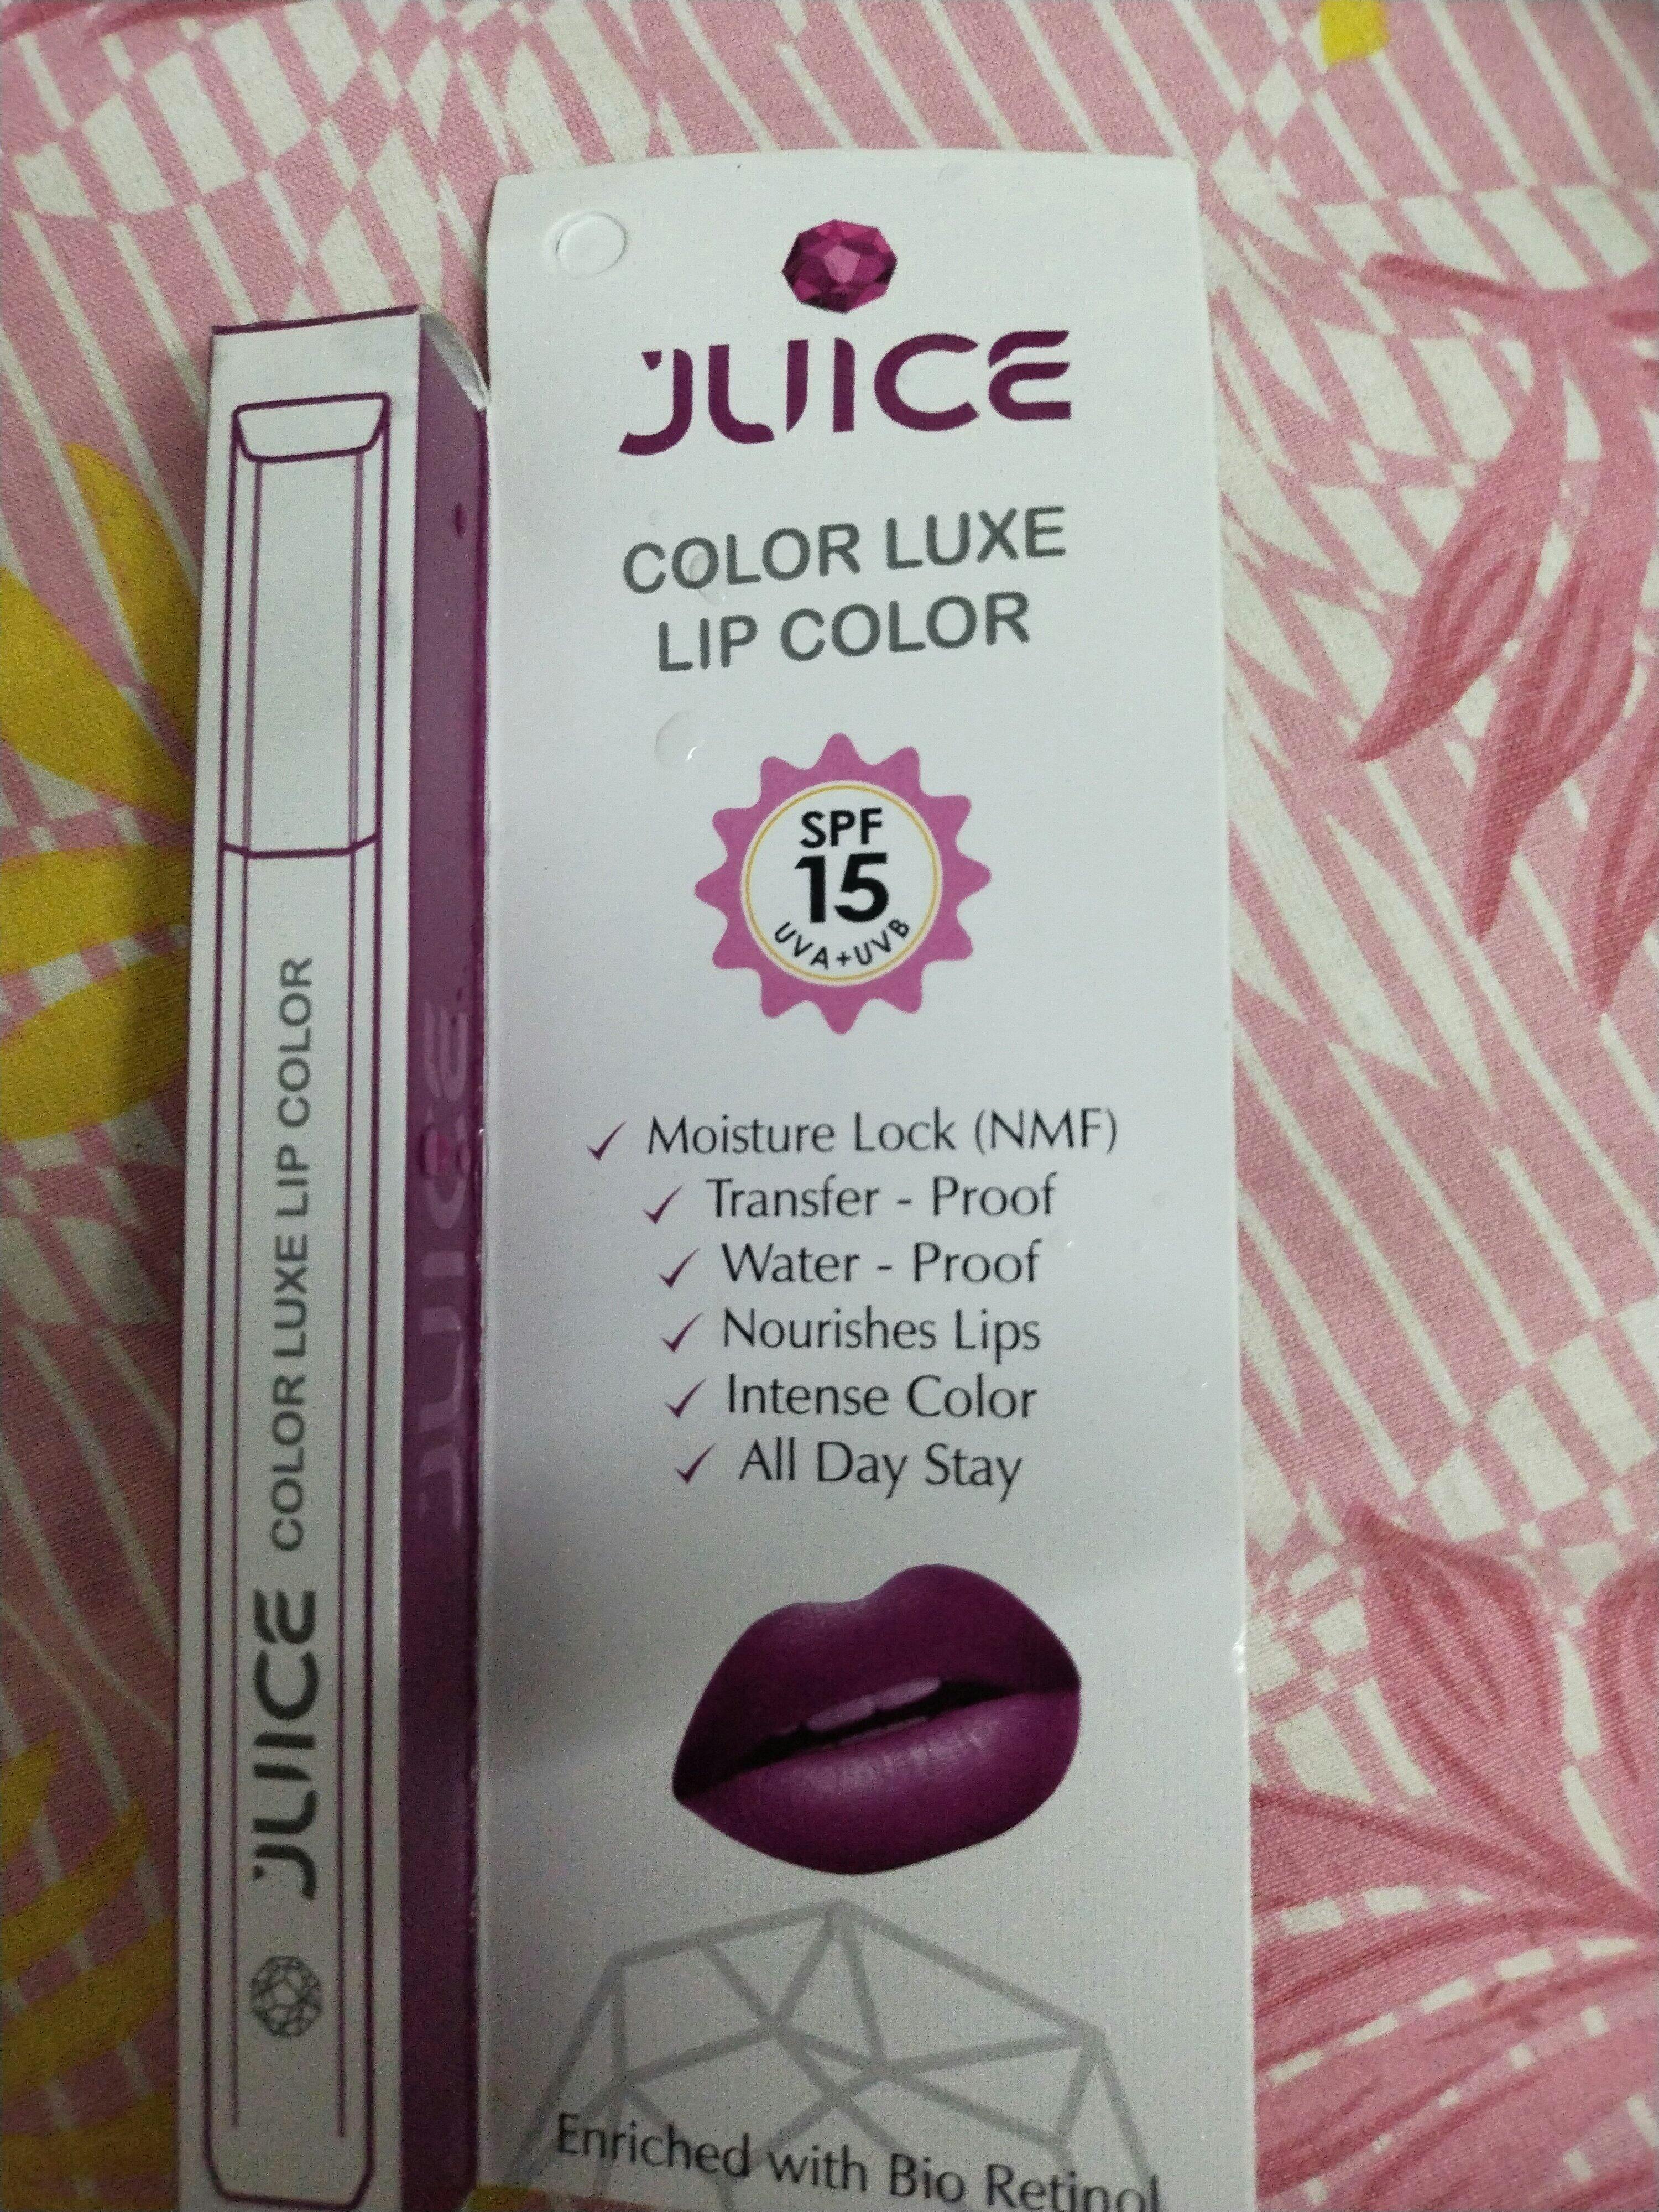 JUICE
COLOR LUXE
LIP COLOR
SPF
15
UVA+UVB
Moisture Lock (NMF)
Transfer - Proof
Water - Proof
Nourishes Lips
Intense Color
All Day Stay
Enriched with Bio Retinol
JUICE COLOR LUXE LIP COLOR
JUICE